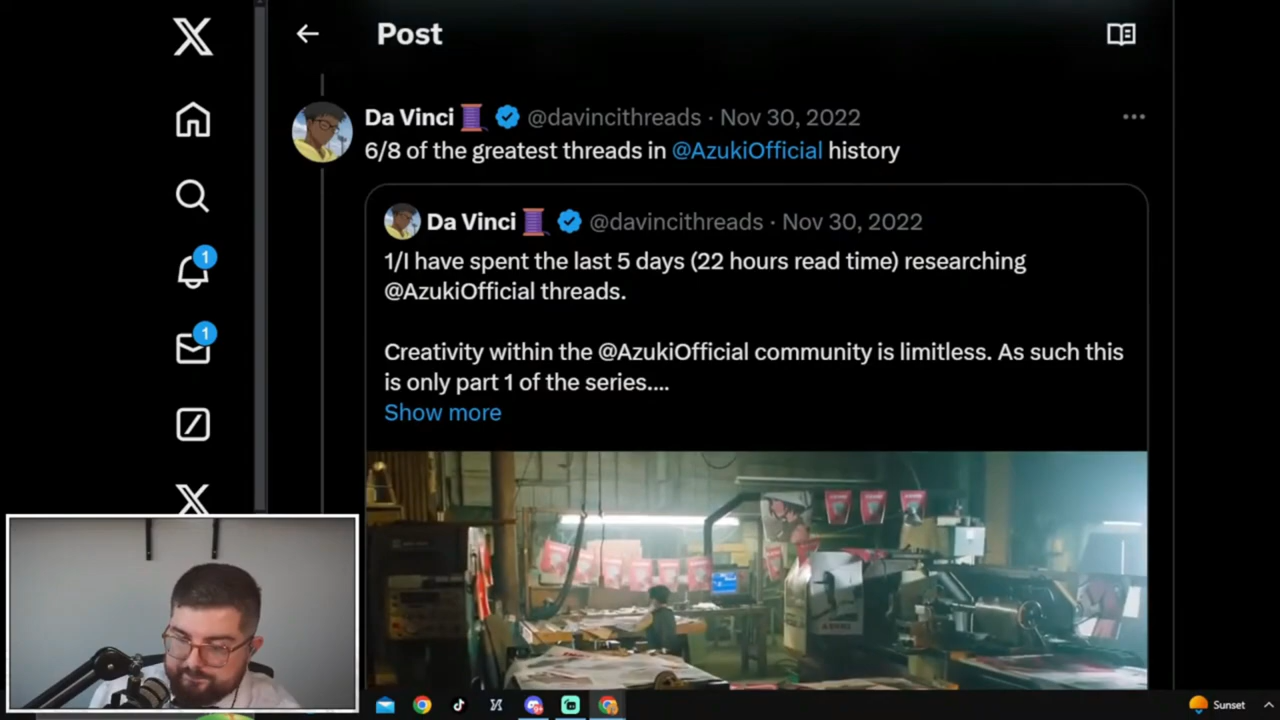 Post
Da Vinci @davincithreads · Nov 30, 2022
6/8 of the greatest threads in @AzukiOfficial history
Da Vinci @davincithreads · Nov 30, 2022
1/I have spent the last 5 days (22 hours read time) researching
@AzukiOfficial threads.
Creativity within the @AzukiOfficial community is limitless. As such this
is only part 1 of the series....
Show more
1
1
Sunset